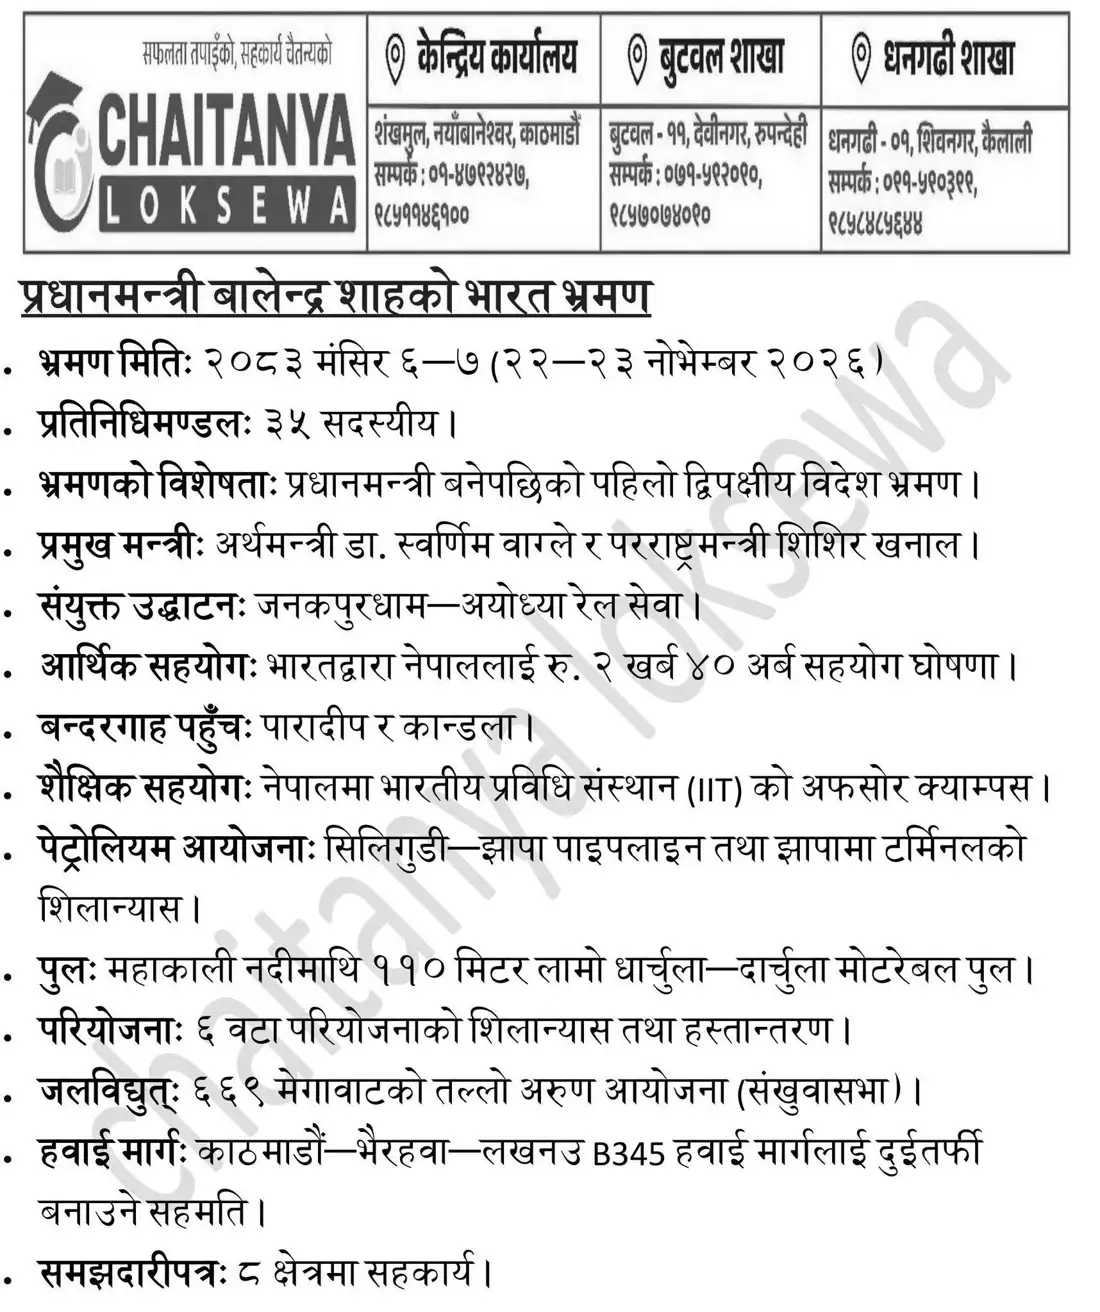 सफलता तपाइँको, सहकार्य चैतन्यको
CHAITANYA
LOKSEWA
केन्द्रिय कार्यालय
शंखमुल, नयाँबानेश्वर, काठमाडौं
सम्पर्क : ०१-४७९२४२७,
९८५११४६१००
बुटवल शाखा
बुटवल - ११, देवीनगर, रुपन्देही
सम्पर्क : ०७१-५९२०९०,
९८५७०७४०९०
धनगढी शाखा
धनगढी - ०१, शिवनगर, कैलाली
सम्पर्क : ०९१-५९०३९९,
९८५८४८५६४४
प्रधानमन्त्री बालेन्द्र शाहको भारत भ्रमण
• भ्रमण मितिः २०८३ मंसिर ६—७ (२२—२३ नोभेम्बर २०२६)
• प्रतिनिधिमण्डलः ३५ सदस्यीय।
• भ्रमणको विशेषताः प्रधानमन्त्री बनेपछिको पहिलो द्विपक्षीय विदेश भ्रमण।
• प्रमुख मन्त्रीः अर्थमन्त्री डा. स्वर्णिम वाग्ले र परराष्ट्रमन्त्री शिशिर खनाल।
• संयुक्त उद्घाटनः जनकपुरधाम—अयोध्या रेल सेवा।
• आर्थिक सहयोगः भारतद्वारा नेपाललाई रु. २ खर्ब ४० अर्ब सहयोग घोषणा।
• बन्दरगाह पहुँचः पारादीप र कान्डला।
• शैक्षिक सहयोगः नेपालमा भारतीय प्रविधि संस्थान (IIT) को अफसोर क्याम्पस।
• पेट्रोलियम आयोजनाः सिलिगुडी—झापा पाइपलाइन तथा झापामा टर्मिनलको
शिलान्यास।
• पुलः महाकाली नदीमाथि ११० मिटर लामो धार्चुला—दार्चुला मोटरेबल पुल।
• परियोजनाः ६ वटा परियोजनाको शिलान्यास तथा हस्तान्तरण।
• जलविद्युत्ः ६६९ मेगावाटको तल्लो अरुण आयोजना (संखुवासभा)।
• हवाई मार्गः काठमाडौं—भैरहवा—लखनउ B345 हवाई मार्गलाई दुईतर्फी
बनाउने सहमति।
• समझदारीपत्रः ८ क्षेत्रमा सहकार्य।
chaitanya loksewa